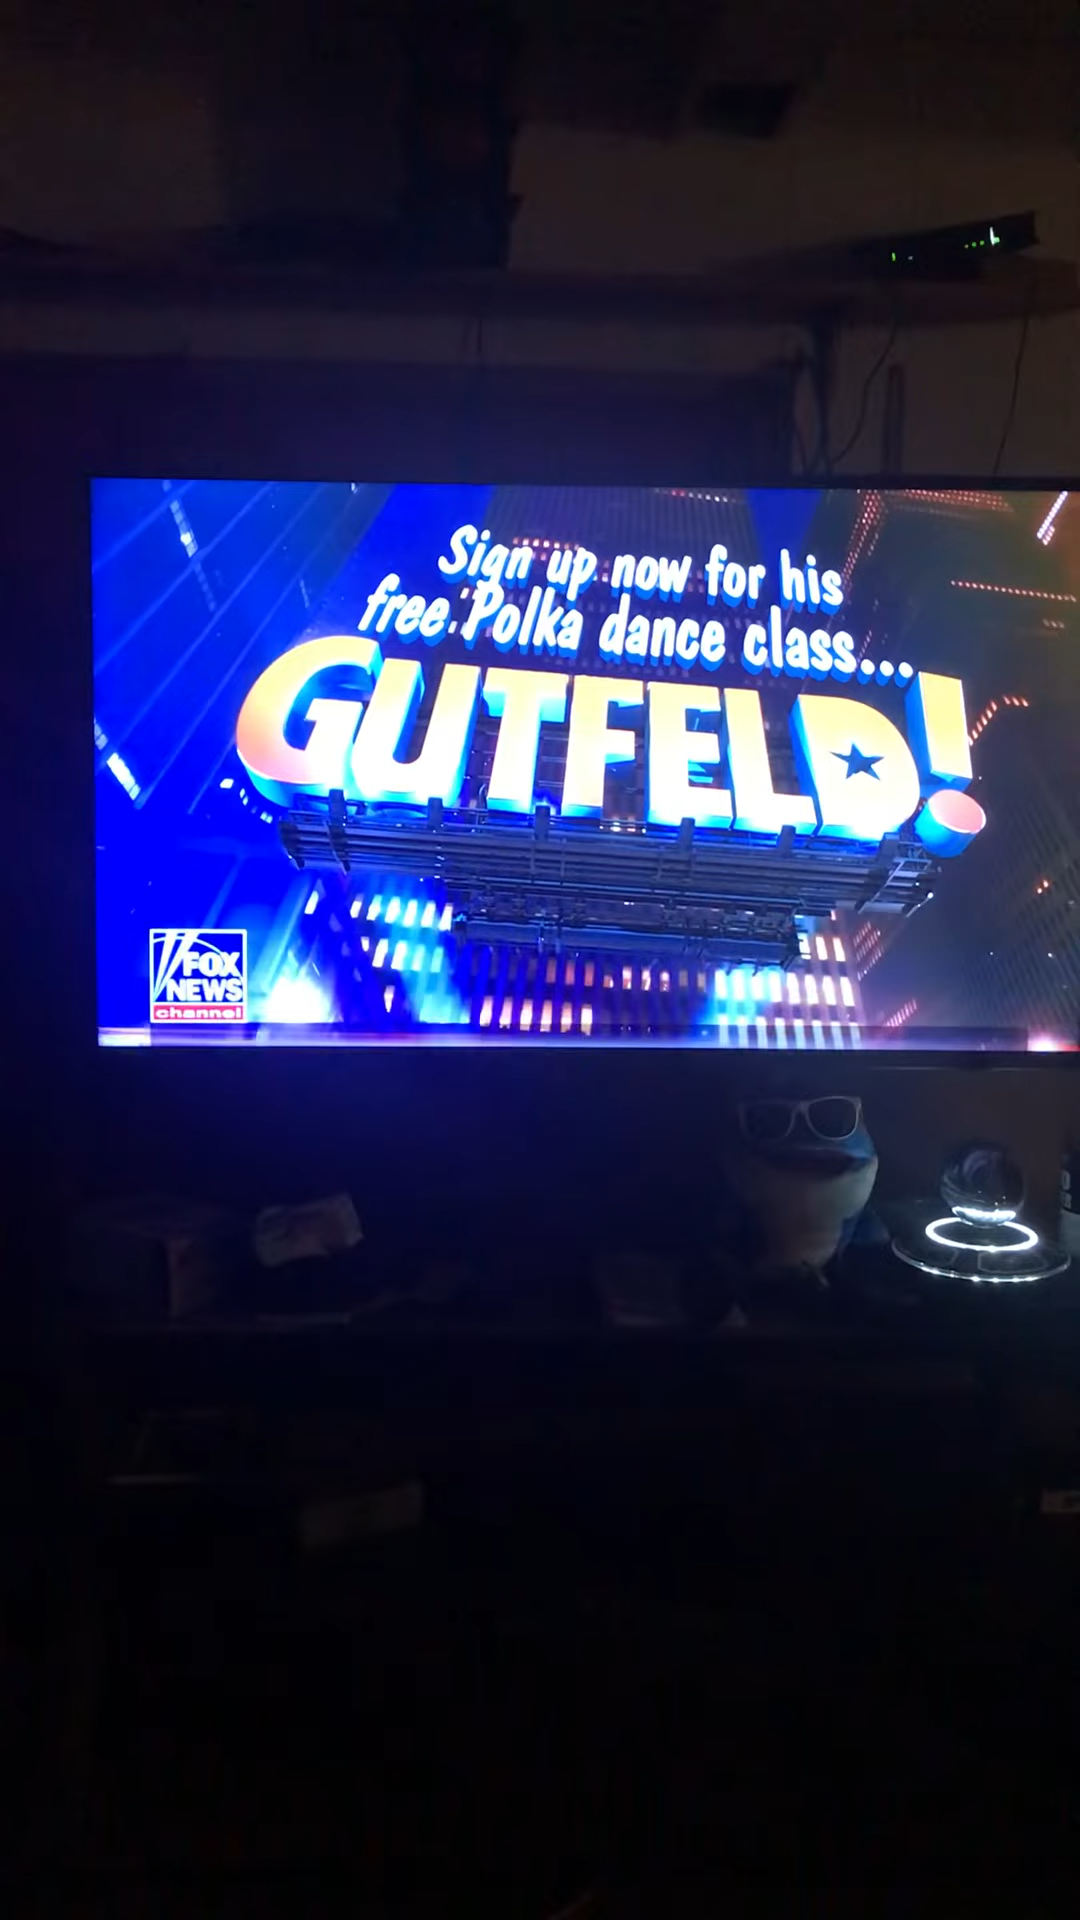 Sign up now for his
free Polka dance class...
GUTFELD!
FOX
NEWS
channel